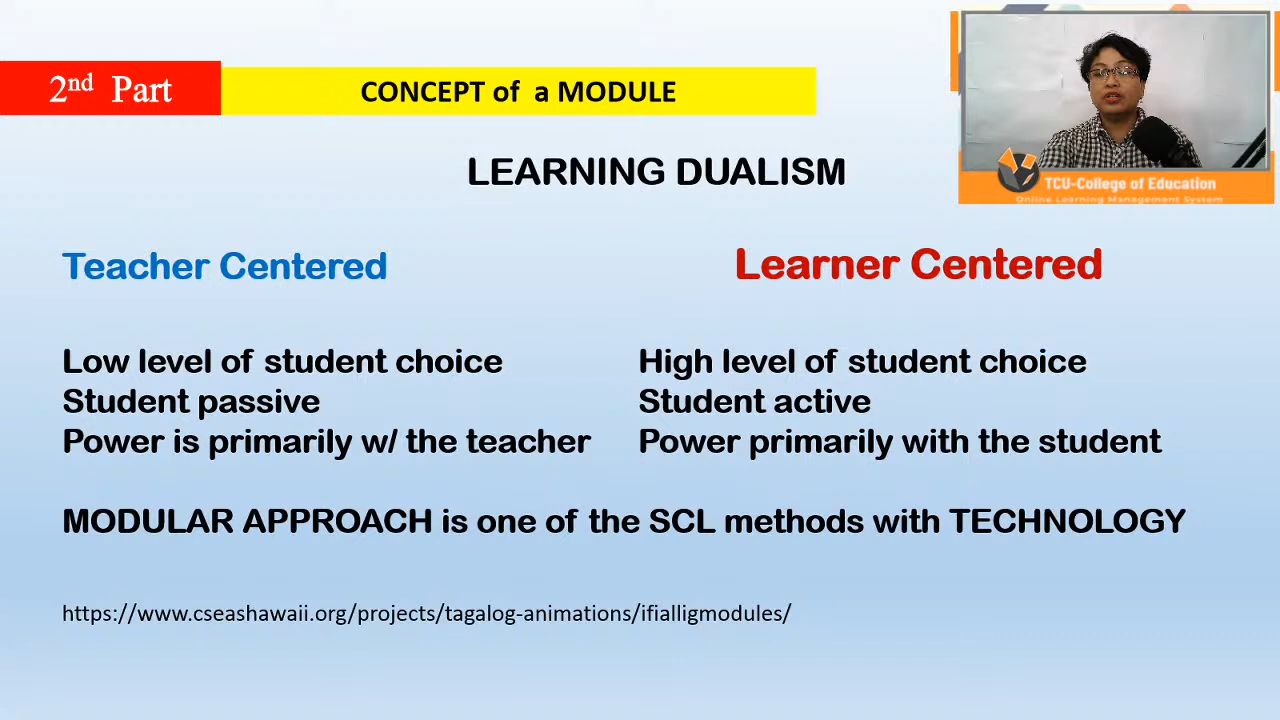 2nd Part
CONCEPT of a MODULE
LEARNING DUALISM
TCU-College of Education
Online Learning Management System
Teacher Centered
Learner Centered
Low level of student choice
High level of student choice
Student passive
Student active
Power is primarily w/ the teacher
Power primarily with the student
MODULAR APPROACH is one of the SCL methods with TECHNOLOGY
https://www.cseashawaii.org/projects/tagalog-animations/ifialligmodules/